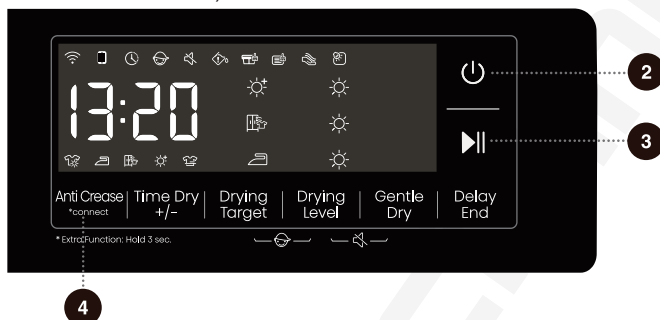 13:20
2
3
Anti Crease Time Dry Drying Drying Gentle Delay
*connect +/- Target Level Dry End
* Extra Function: Hold 3 sec.
4